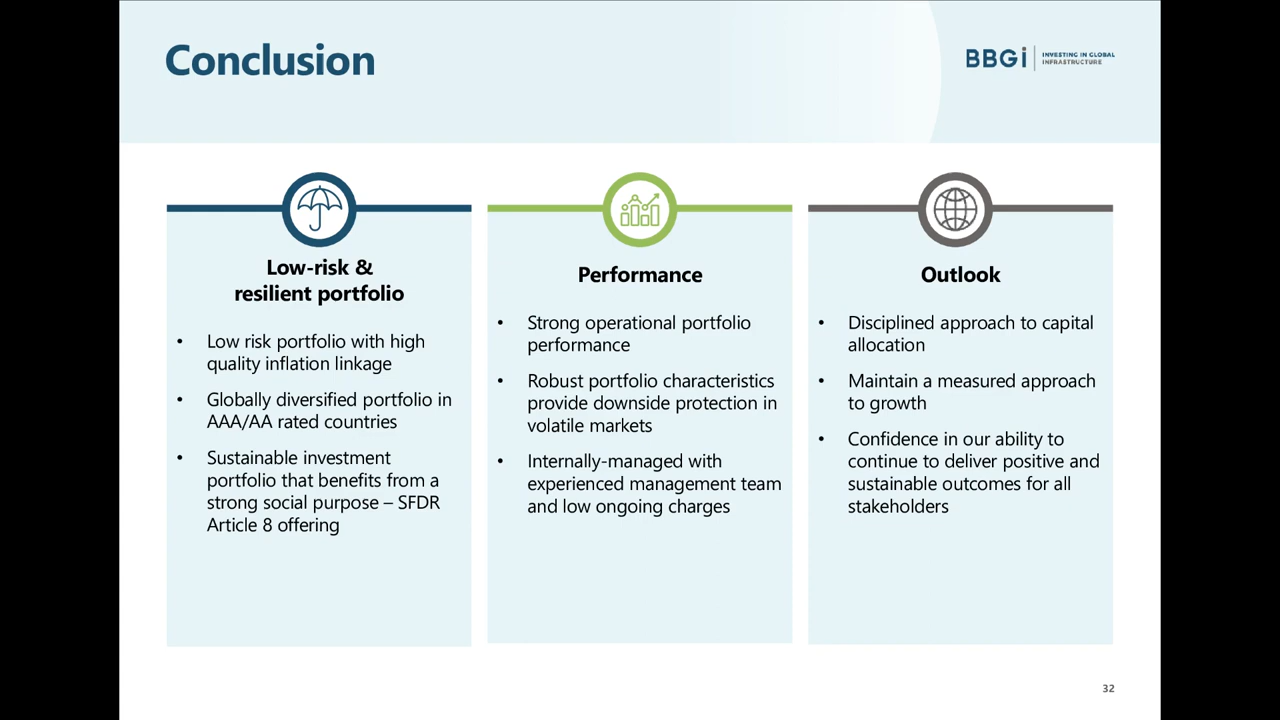 Conclusion
BBGi
INVESTING IN GLOBAL
INFRASTRUCTURE
Low-risk &
resilient portfolio
• Low risk portfolio with high
quality inflation linkage
• Globally diversified portfolio in
AAA/AA rated countries
• Sustainable investment
portfolio that benefits from a
strong social purpose – SFDR
Article 8 offering
Performance
• Strong operational portfolio
performance
• Robust portfolio characteristics
provide downside protection in
volatile markets
• Internally-managed with
experienced management team
and low ongoing charges
Outlook
• Disciplined approach to capital
allocation
• Maintain a measured approach
to growth
• Confidence in our ability to
continue to deliver positive and
sustainable outcomes for all
stakeholders
32